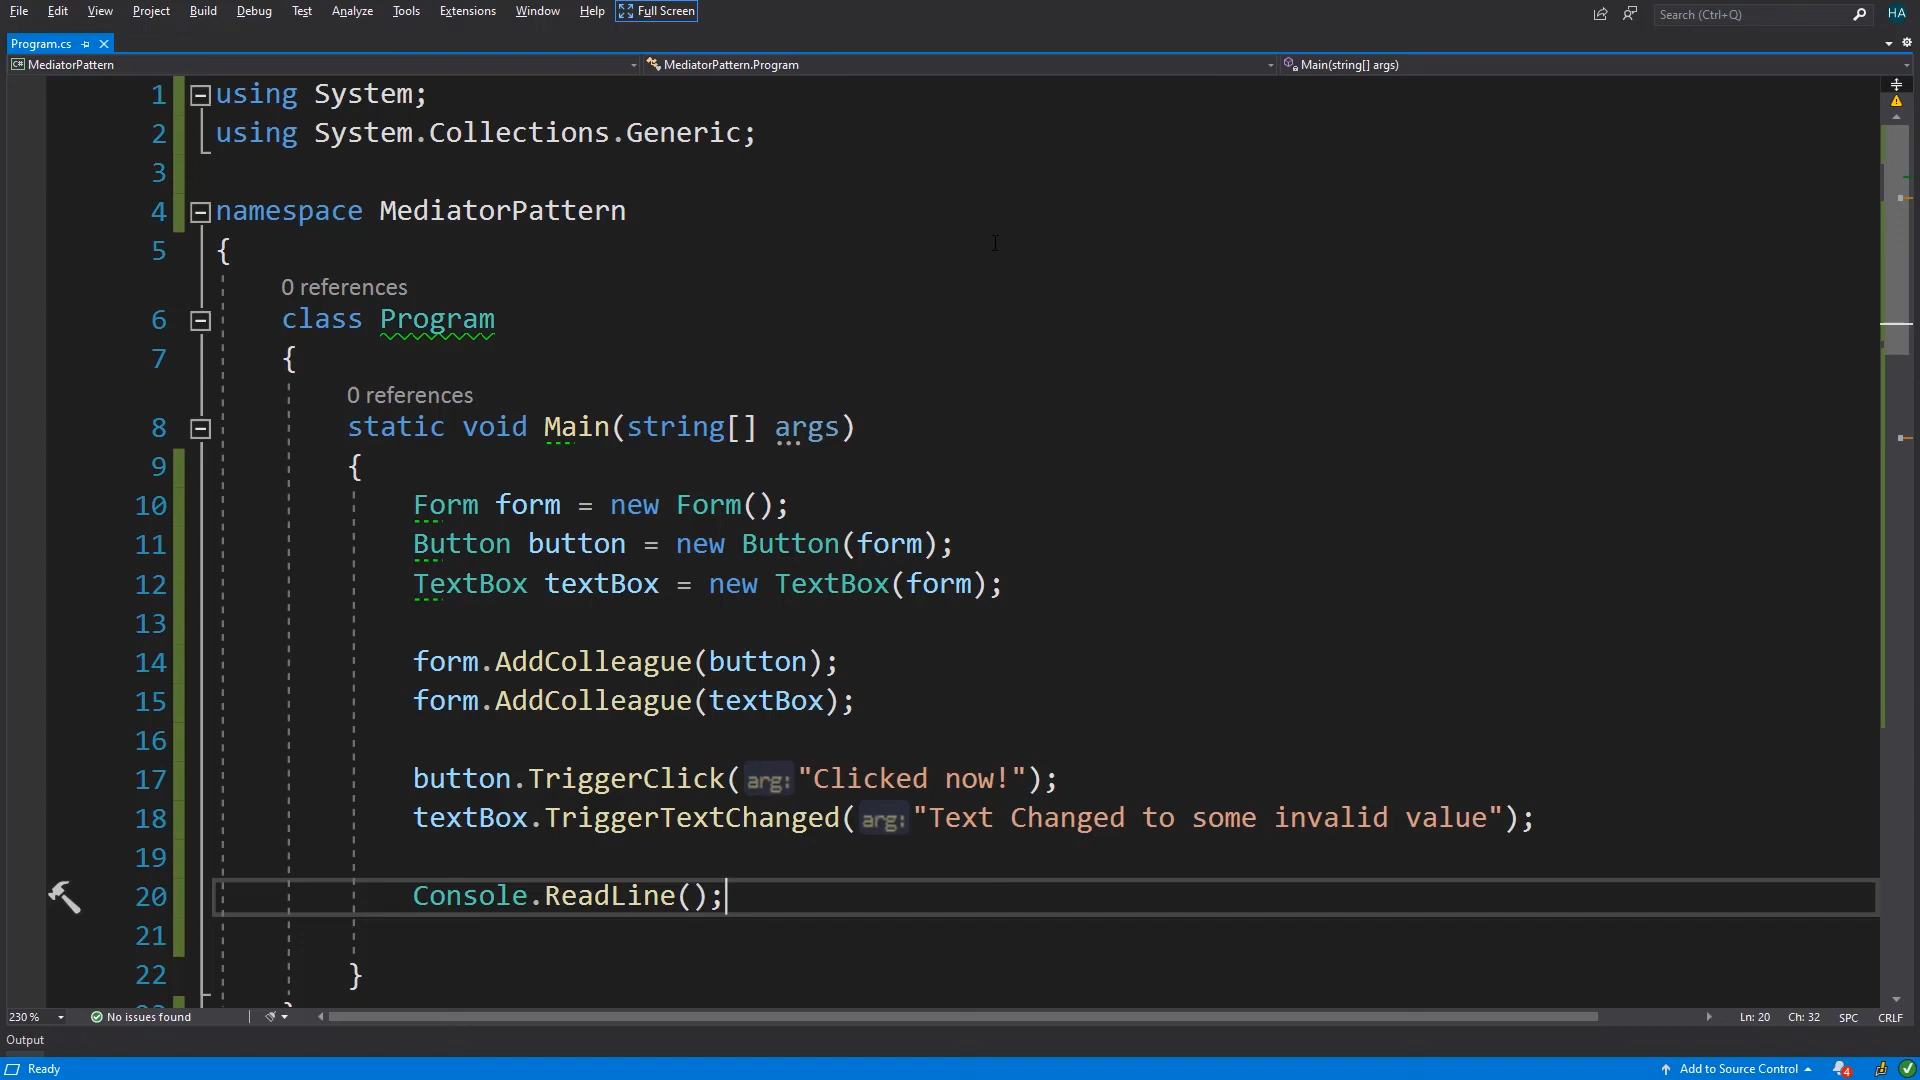 File Edit View Project Build Debug Test Analyze Tools Extensions Window Help Full Screen Search (Ctrl+Q) HA
Program.cs
C# MediatorPattern MediatorPattern.Program Main(string[] args)
1 using System;
2 using System.Collections.Generic;
3
4 namespace MediatorPattern
5 {
0 references
6 class Program
7 {
0 references
8 static void Main(string[] args)
9 {
10 Form form = new Form();
11 Button button = new Button(form);
12 TextBox textBox = new TextBox(form);
13
14 form.AddColleague(button);
15 form.AddColleague(textBox);
16
17 button.TriggerClick(arg:"Clicked now!");
18 textBox.TriggerTextChanged(arg:"Text Changed to some invalid value");
19
20 Console.ReadLine();
21
22 }
230 % No issues found Ln: 20 Ch: 32 SPC CRLF
Output
Ready Add to Source Control 4